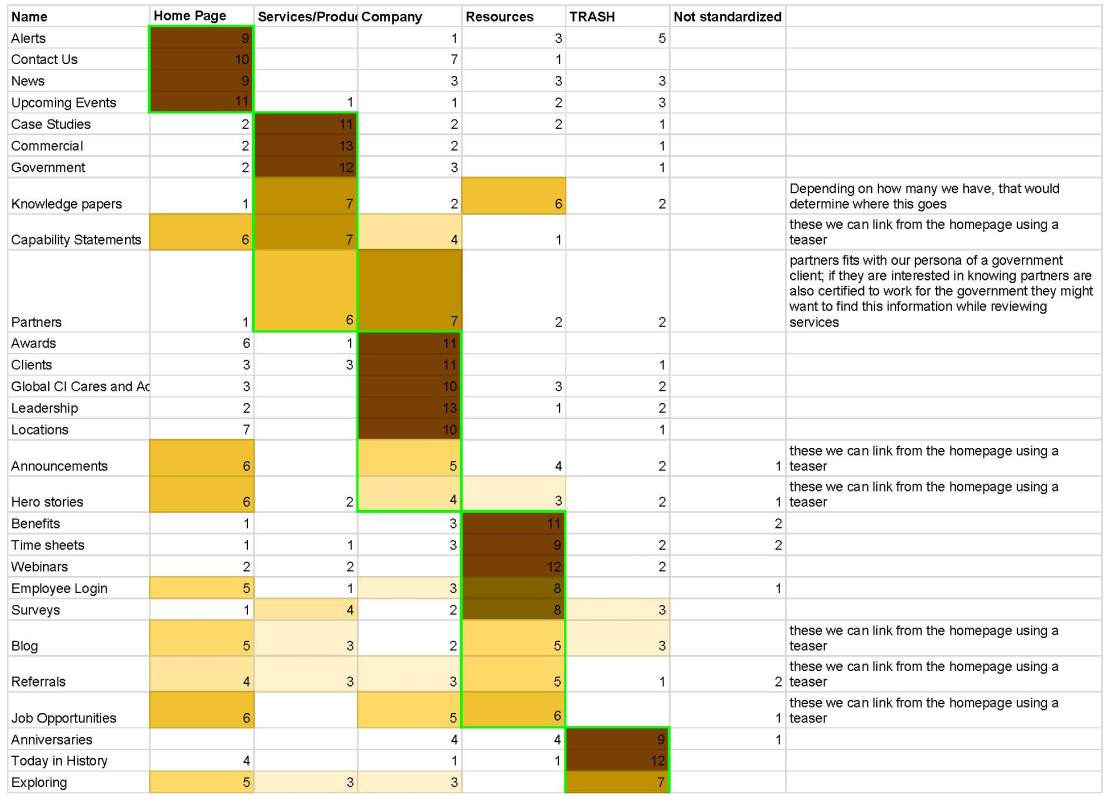 Name Home Page Services/Produ Company Resources TRASH Not standardized
Alerts 9 1 3 5
Contact Us 10 7 1
News 9 3 3 3
Upcoming Events 11 1 1 2 3
Case Studies 2 11 2 2 1
Commercial 2 13 2 1
Government 2 12 3 1
Knowledge papers 1 7 2 6 2 Depending on how many we have, that would
determine where this goes
Capability Statements 6 7 4 1 these we can link from the homepage using a
teaser
Partners 1 6 7 2 2 partners fits with our persona of a government
client; if they are interested in knowing partners are
also certified to work for the government they might
want to find this information while reviewing
services
Awards 6 1 11
Clients 3 3 11 1
Global CI Cares and Ac 3 10 3 2
Leadership 2 13 1 2
Locations 7 10 1
Announcements 6 5 4 2 1 these we can link from the homepage using a
teaser
Hero stories 6 2 4 3 2 1 these we can link from the homepage using a
teaser
Benefits 1 3 11 2
Time sheets 1 1 3 9 2 2
Webinars 2 2 12 2
Employee Login 5 1 3 8 1
Surveys 1 4 2 8 3
Blog 5 3 2 5 3 these we can link from the homepage using a
teaser
Referrals 4 3 3 5 1 2 these we can link from the homepage using a
teaser
Job Opportunities 6 5 6 1 these we can link from the homepage using a
teaser
Anniversaries 4 4 9 1
Today in History 4 1 1 12
Exploring 5 3 3 7